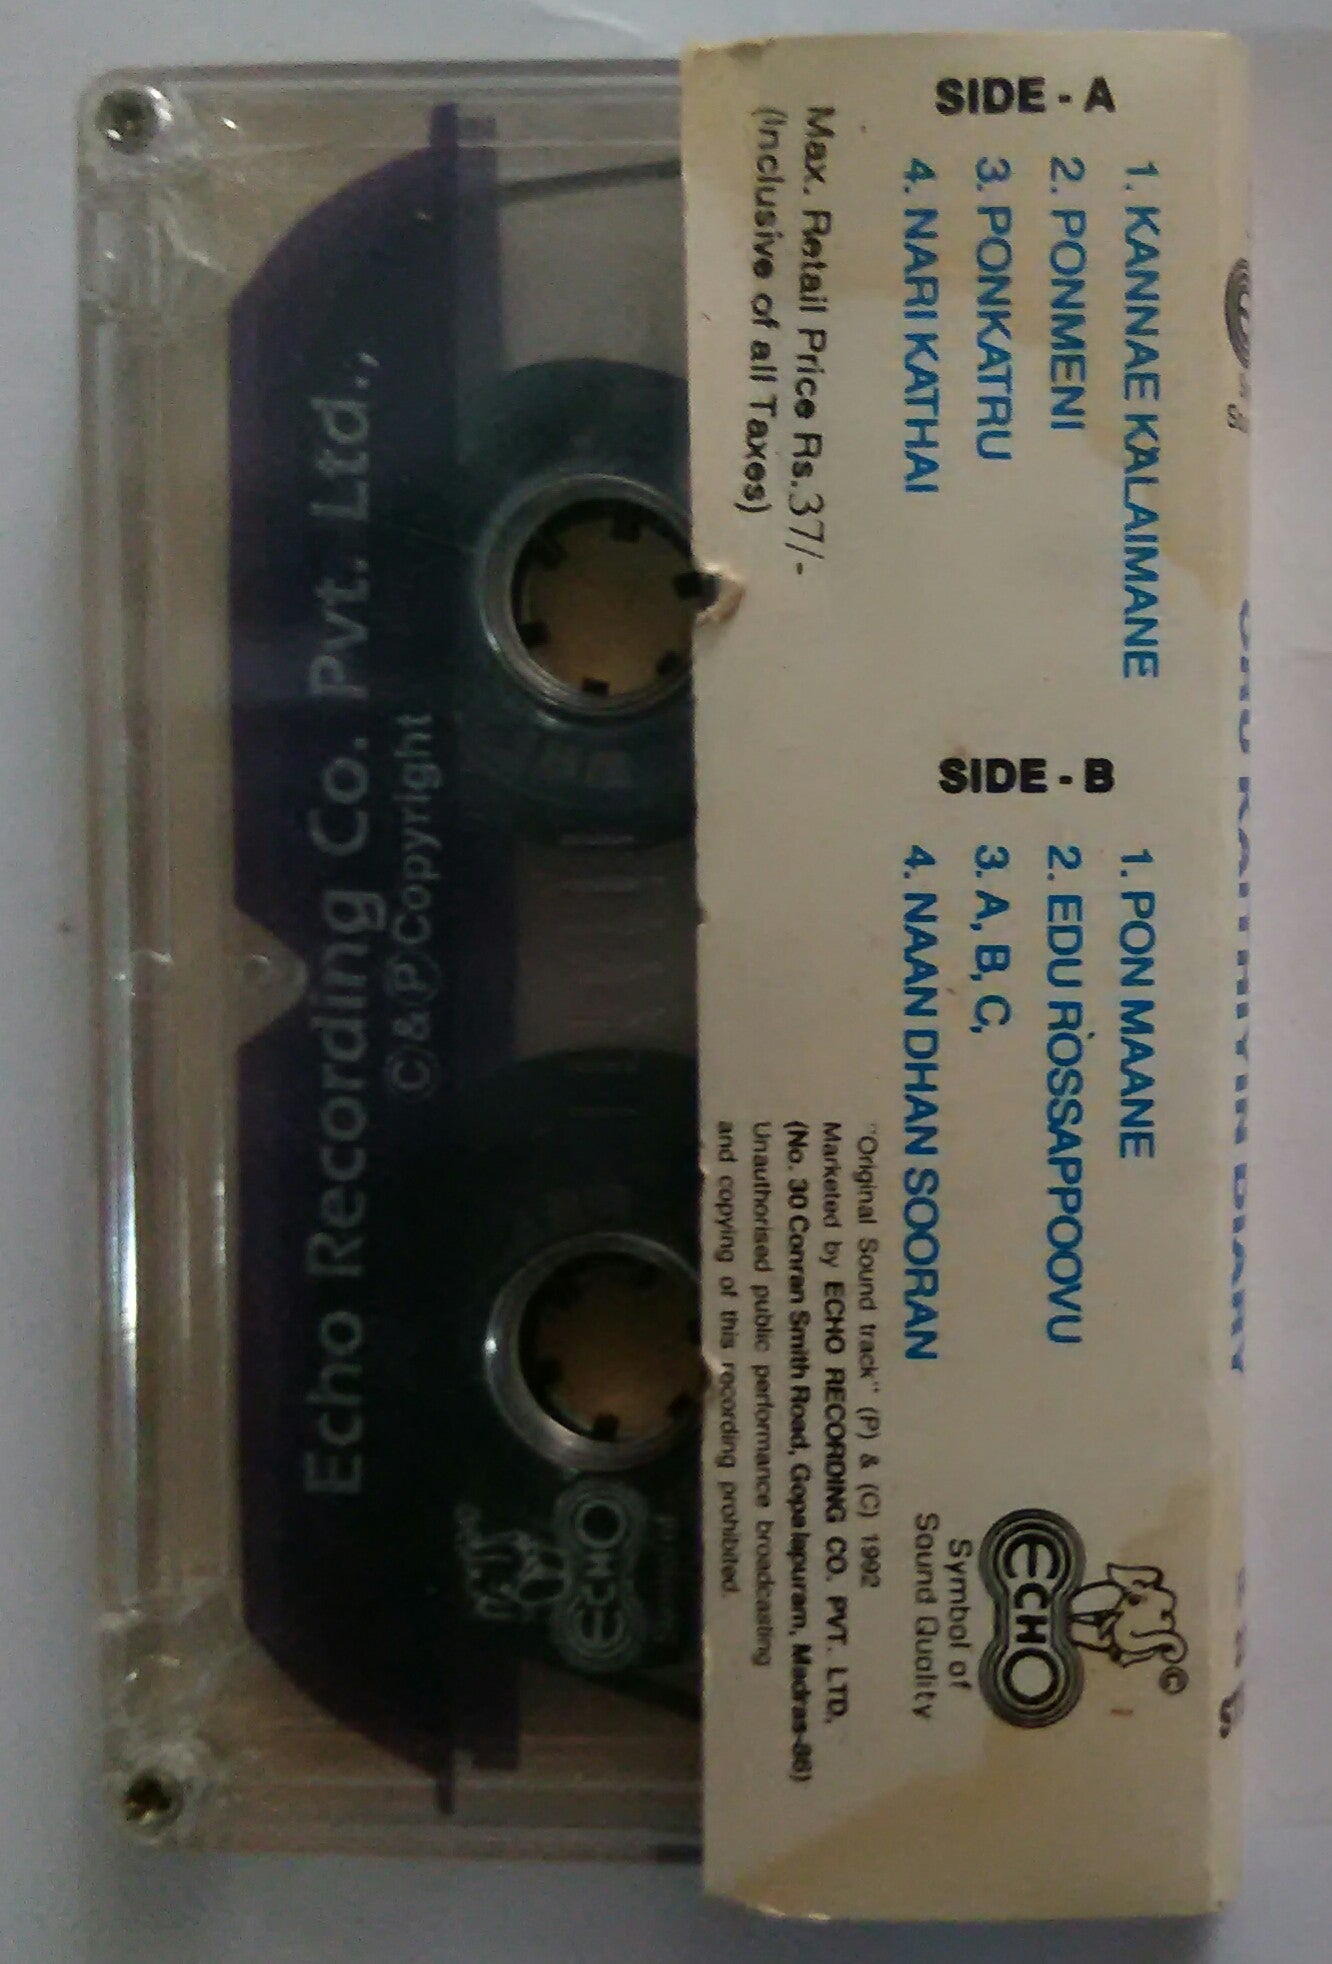 SIDE - A
1. KANNAE KALAIMANE
2. PONMENI
3. PONKATRU
4. NARI KATHAI
Max. Retail Price Rs.37/-
(Inclusive of all Taxes)
SIDE - B
1. PON MAANE
2. EDU ROSSAPPOOVU
3. A, B, C,
4. NAAN DHAN SOORAN
©
ECHO
Symbol of
Sound Quality
"Original Sound track" (P) & (C) 1992
Marketed by ECHO RECORDING CO. PVT. LTD,
(No. 30 Conran Smith Road, Gopalapuram, Madras-86)
Unauthorised public performance broadcasting
and copying of this recording prohibited.
Echo Recording Co. Pvt. Ltd.,
©&Ⓟ Copyright
ECHO
DIARY